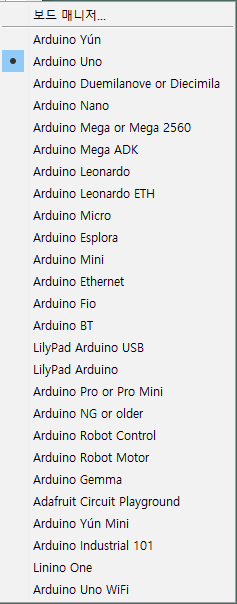 보드 매니저...
Arduino Yún
Arduino Uno
Arduino Duemilanove or Diecimila
Arduino Nano
Arduino Mega or Mega 2560
Arduino Mega ADK
Arduino Leonardo
Arduino Leonardo ETH
Arduino Micro
Arduino Esplora
Arduino Mini
Arduino Ethernet
Arduino Fio
Arduino BT
LilyPad Arduino USB
LilyPad Arduino
Arduino Pro or Pro Mini
Arduino NG or older
Arduino Robot Control
Arduino Robot Motor
Arduino Gemma
Adafruit Circuit Playground
Arduino Yún Mini
Arduino Industrial 101
Linino One
Arduino Uno WiFi